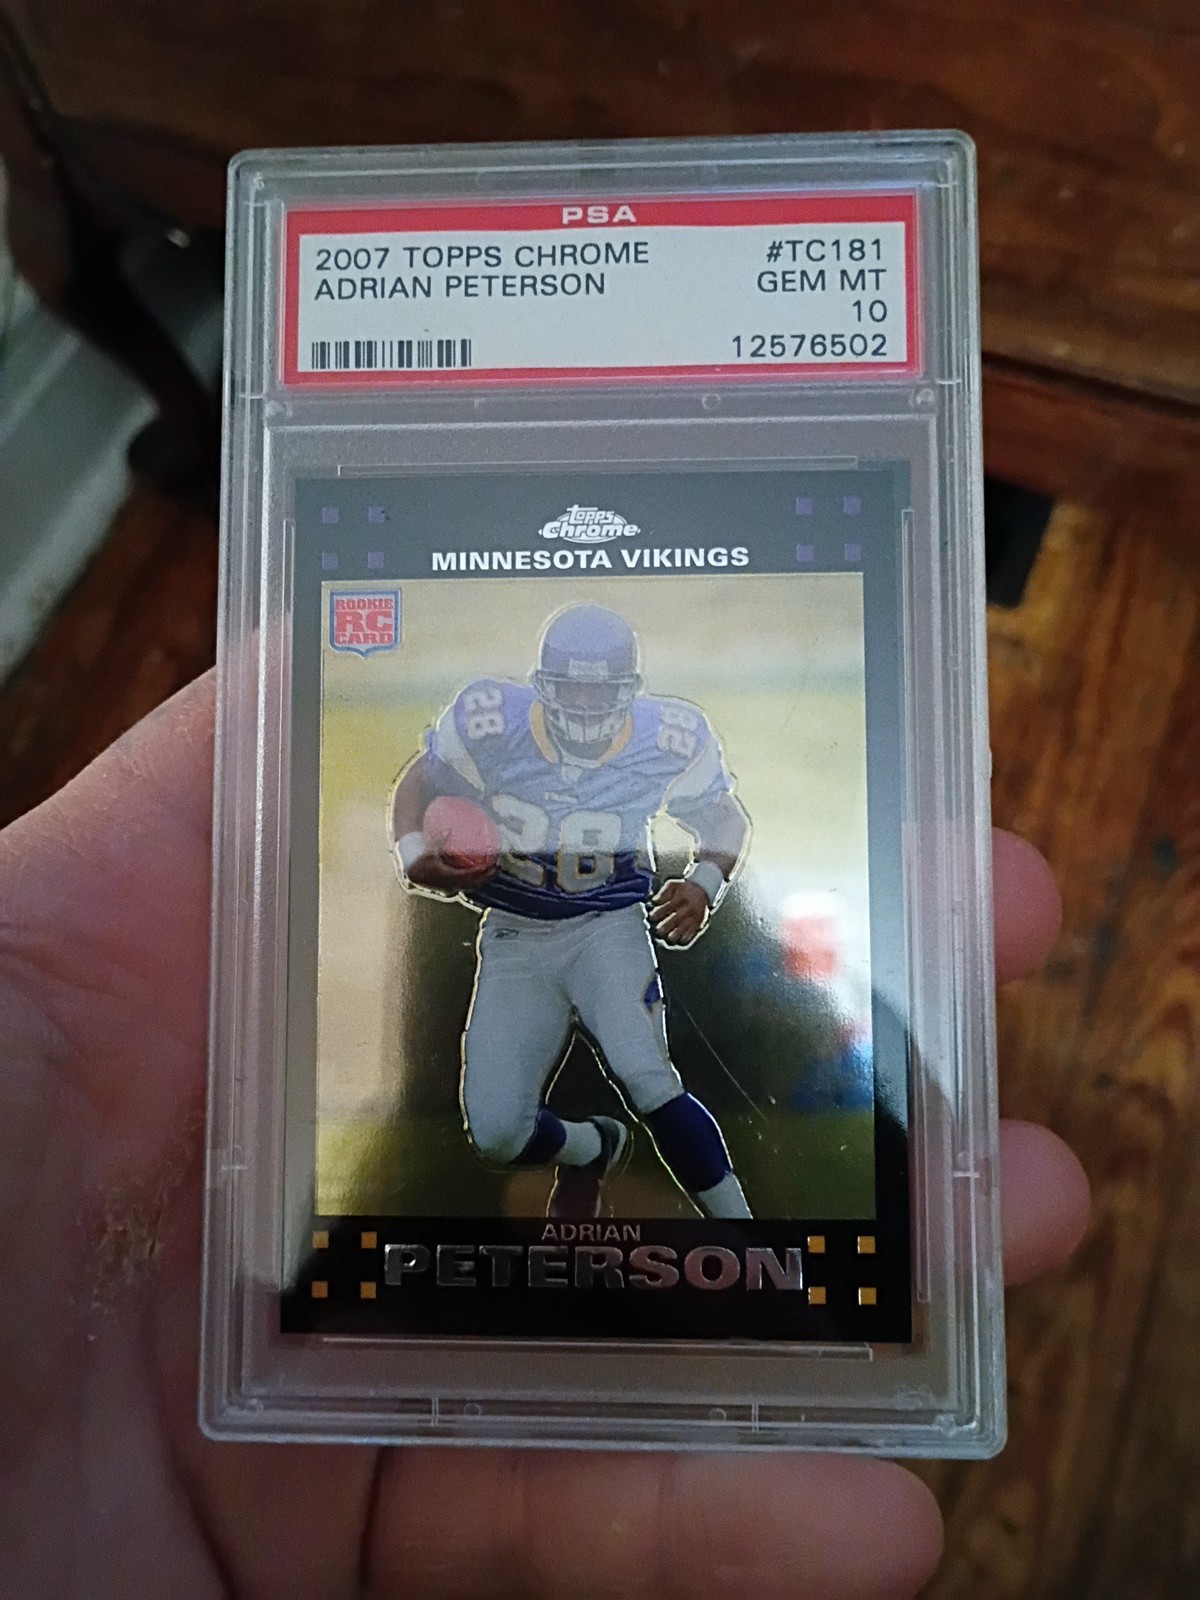 PSA
2007 TOPPS CHROME #TC181
ADRIAN PETERSON GEM MT
10
12576502
Topps
Chrome
MINNESOTA VIKINGS
ROOKIE
RC
CARD
28 28
28
ADRIAN
PETERSON